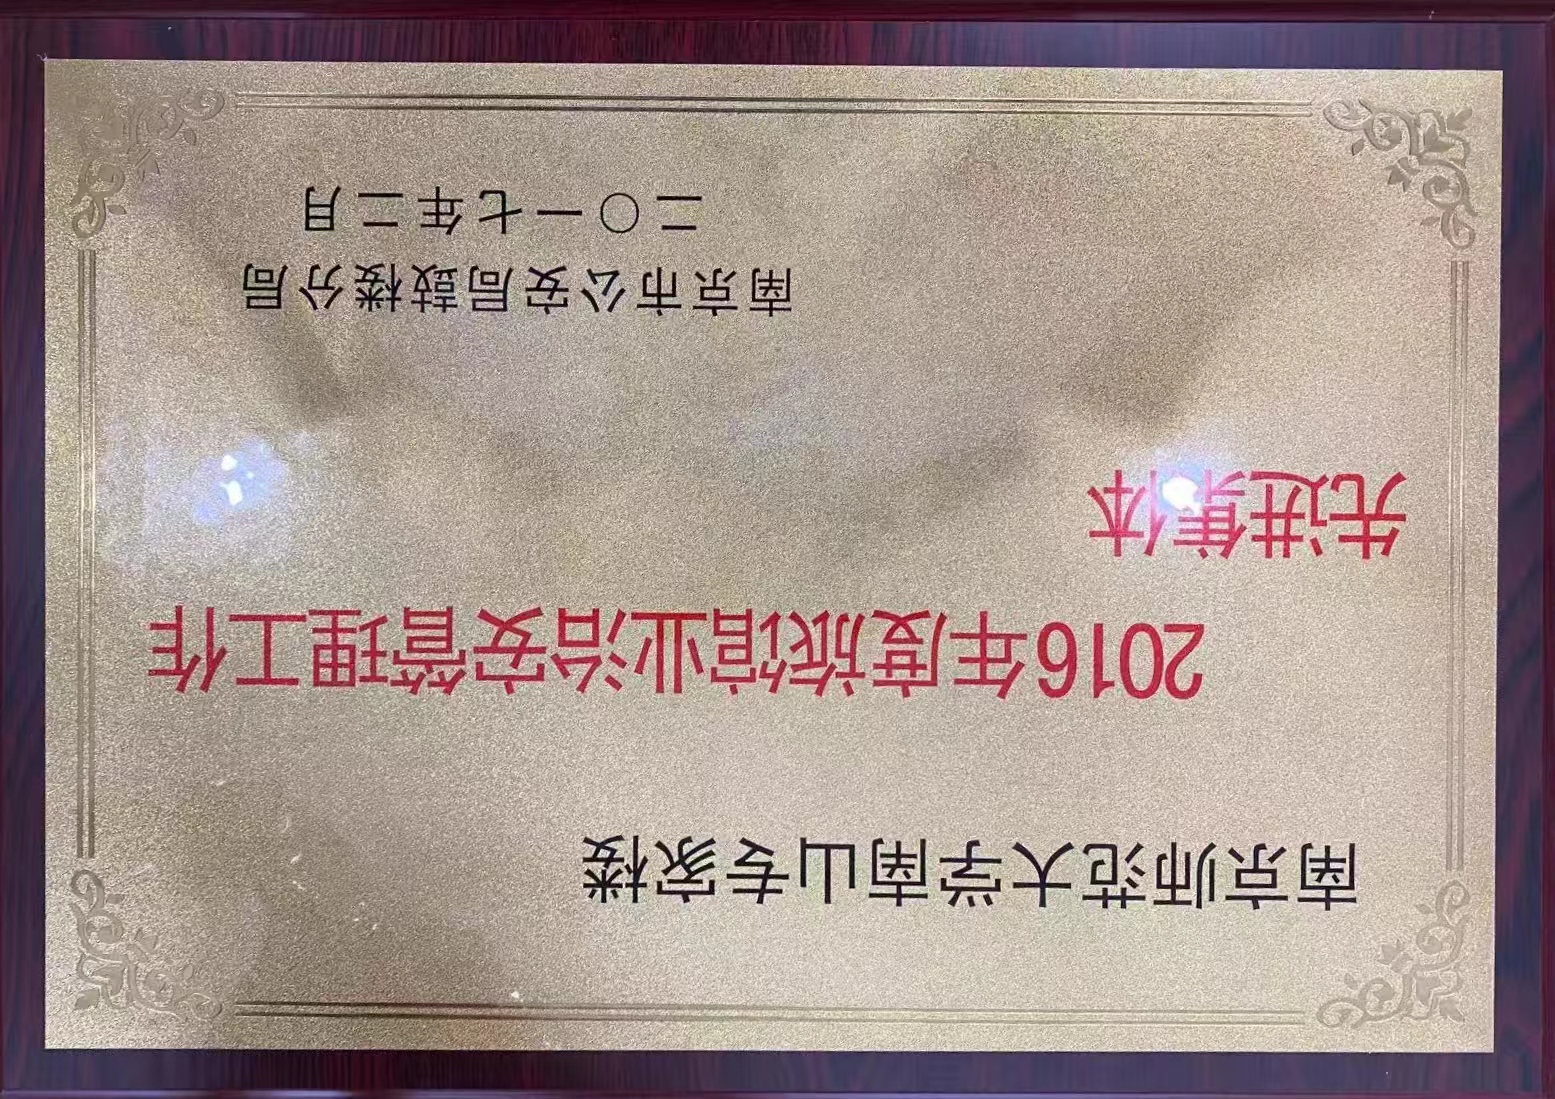 南京师范大学南山专家楼
2016年度旅馆业治安管理工作
先进集体
南京市公安局鼓楼分局
二〇一七年二月